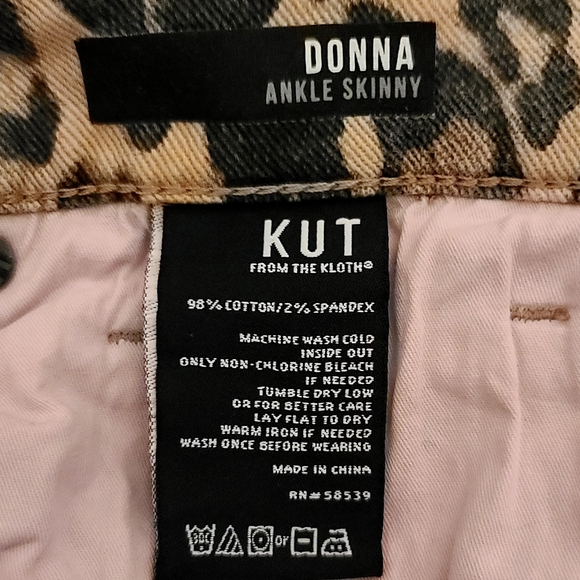 DONNA
ANKLE SKINNY
KUT
FROM THE KLOTH®
98% COTTON/2% SPANDEX
MACHINE WASH COLD
INSIDE OUT
ONLY NON-CHLORINE BLEACH
IF NEEDED
TUMBLE DRY LOW
OR FOR BETTER CARE
LAY FLAT TO DRY
WARM IRON IF NEEDED
WASH ONCE BEFORE WEARING
MADE IN CHINA
RN# 58539
30C or